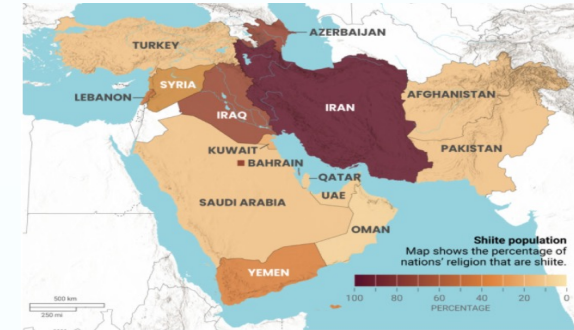 AZERBAIJAN
TURKEY
SYRIA
LEBANON
IRAQ
IRAN
AFGHANISTAN
KUWAIT
BAHRAIN
PAKISTAN
QATAR
UAE
SAUDI ARABIA
OMAN
YEMEN
Shiite population
Map shows the percentage of
nations' religion that are shiite.
100 80 60 40 20 0
PERCENTAGE
500 km
250 mi